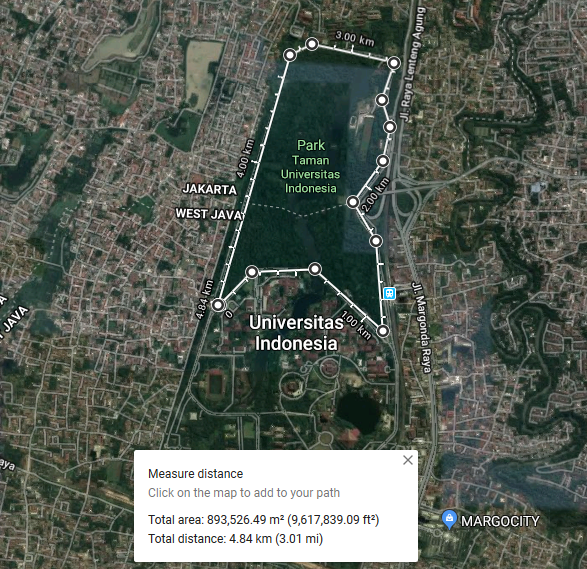 3.00 km
Jl. Raya Lenteng Agung
4.00 km
Park
Taman
Universitas
Indonesia
JAKARTA
WEST JAVA
2.00 km
4.84 km
0
1.00 km
Universitas
Indonesia
Jl. Margonda Raya
JAVA
aya
Measure distance
Click on the map to add to your path
Total area: 893,526.49 m² (9,617,839.09 ft²)
Total distance: 4.84 km (3.01 mi)
MARGOCITY